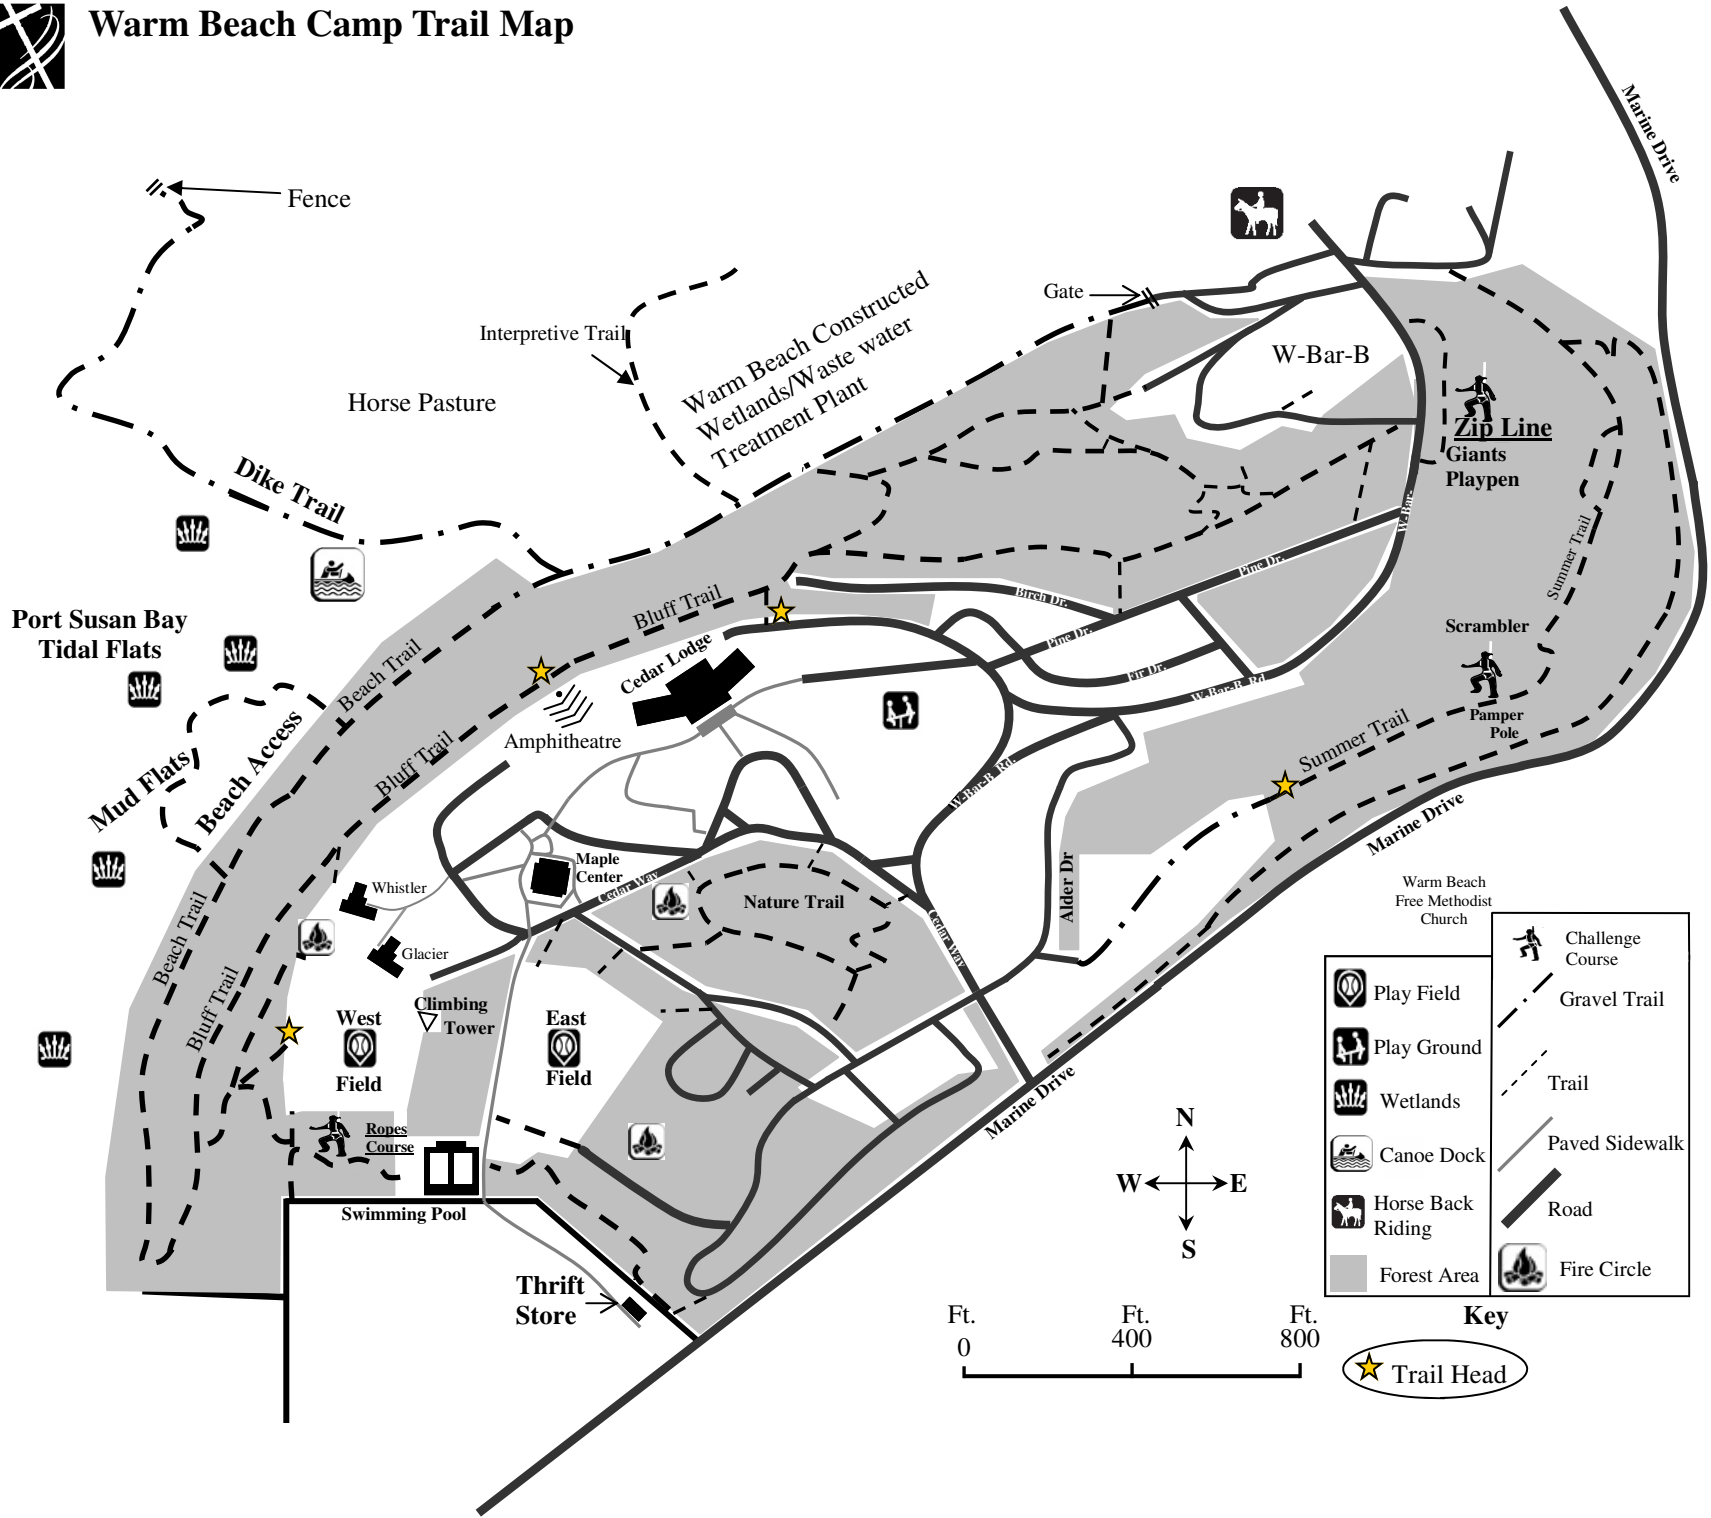 Warm Beach Camp Trail Map
Marine Drive
Fence
Gate
Interpretive Trail
Warm Beach Constructed
Wetlands/Waste water
Treatment Plant
W-Bar-B
Horse Pasture
Zip Line
Giants
Playpen
Dike Trail
W-Bar-
Summer Trail
Pine Dr.
Birch Dr.
Bluff Trail
Port Susan Bay
Tidal Flats
Scrambler
Pine Dr.
Cedar Lodge
Beach Trail
Fir Dr.
W-Bar-B Rd
Pamper
Pole
Summer Trail
Amphitheatre
Beach Access
Mud Flats
Bluff Trail
W-Bar-B Rd.
Marine Drive
Maple
Center
Cedar Way
Whistler
Nature Trail
Alder Dr
Warm Beach
Free Methodist
Church
Beach Trail
Cedar Way
Glacier
Bluff Trail
Climbing
Tower
West
Field
East
Field
Marine Drive
Ropes
Course
Swimming Pool
Thrift
Store
N
W
E
S
Challenge
Course
Play Field
Gravel Trail
Play Ground
Trail
Wetlands
Paved Sidewalk
Canoe Dock
Horse Back
Riding
Road
Forest Area
Fire Circle
Key
Ft. Ft. Ft.
0 400 800
Trail Head